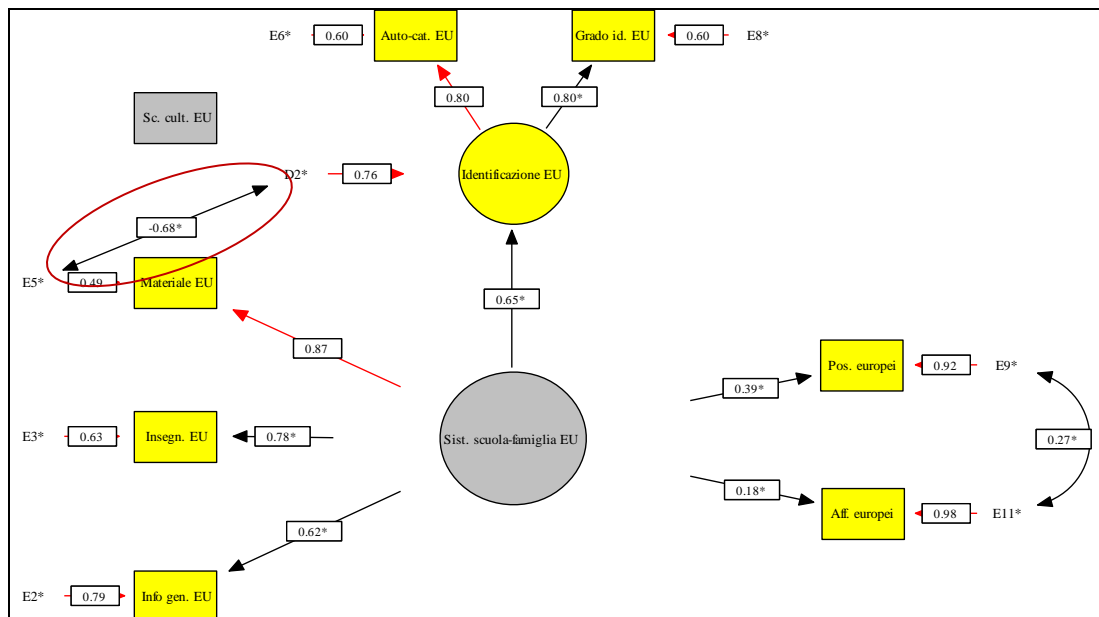 E6*
0.60
Auto-cat. EU
Grado id. EU
0.60
E8*
0.80
0.80*
Sc. cult. EU
D2*
0.76
Identificazione EU
-0.68*
E5*
0.49
Materiale EU
0.65*
0.87
Pos. europei
0.92
E9*
0.39*
E3*
0.63
Insegn. EU
0.78*
Sist. scuola-famiglia EU
0.27*
0.18*
Aff. europei
0.98
E11*
0.62*
E2*
0.79
Info gen. EU